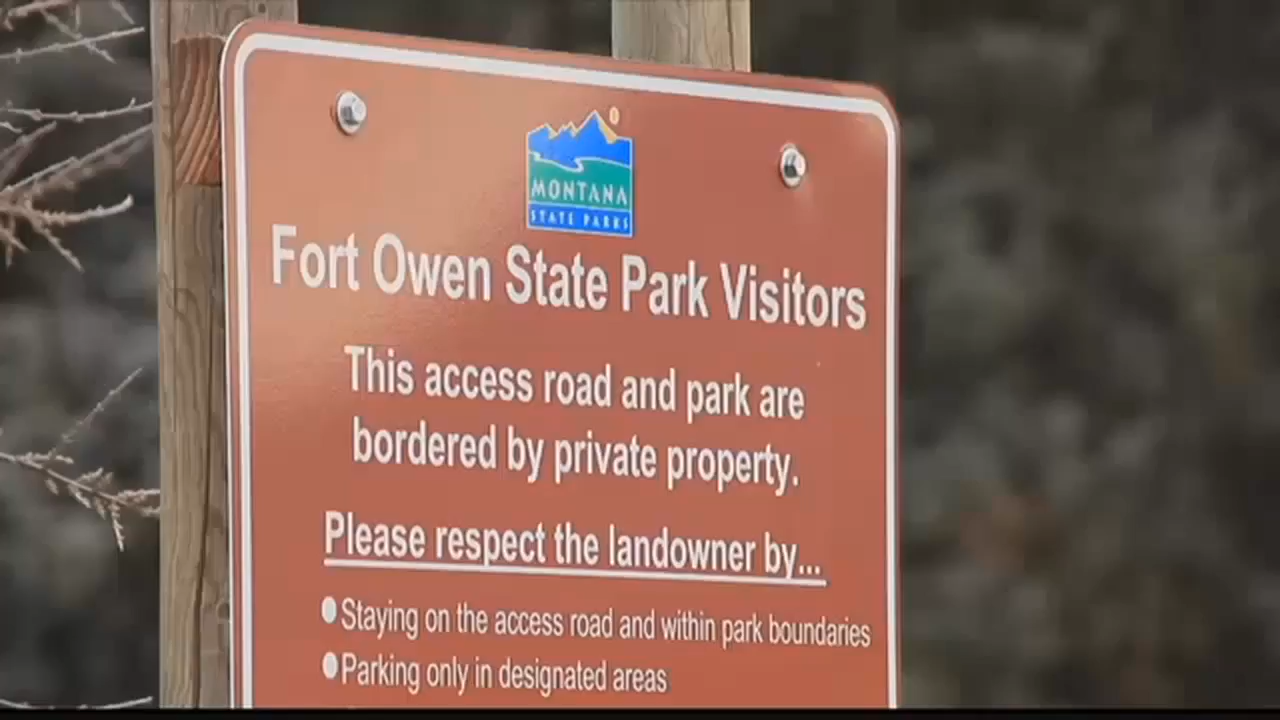 MONTANA
STATE PARKS
Fort Owen State Park Visitors
This access road and park are
bordered by private property.
Please respect the landowner by...
●Staying on the access road and within park boundaries
●Parking only in designated areas